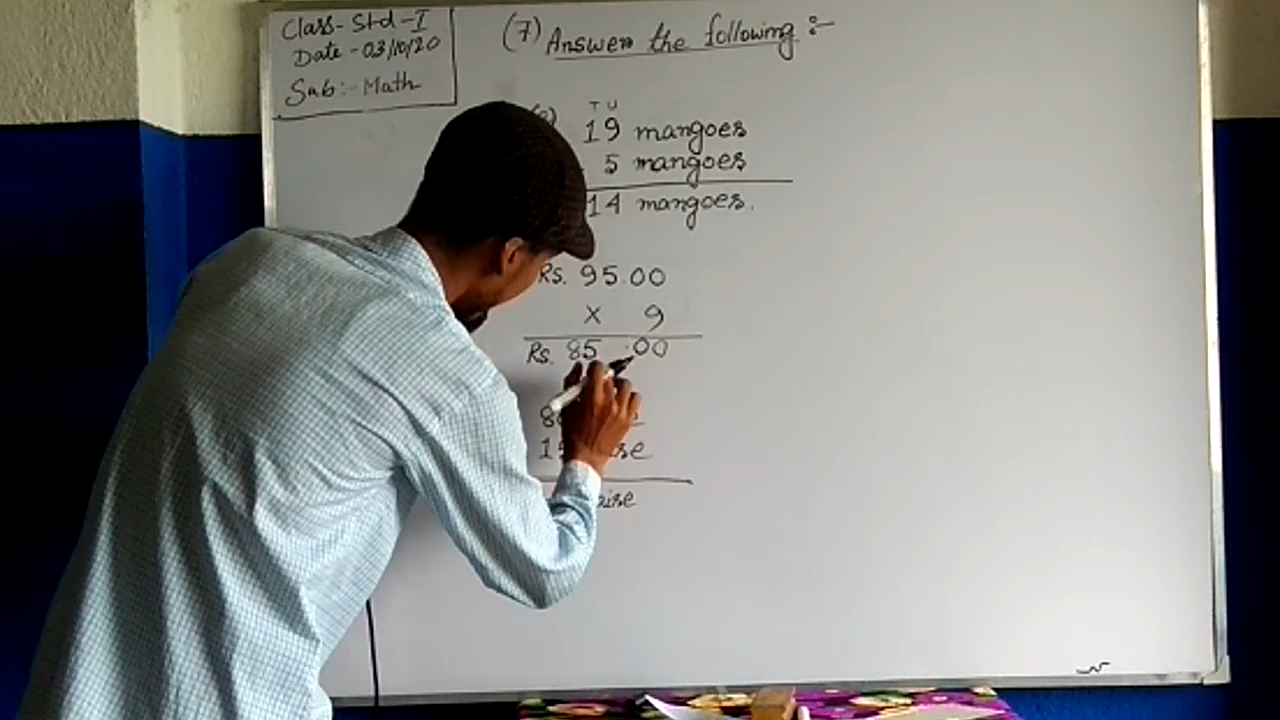 Class- Std-I
Date -03/10/20
Sub:- Math
(7) Answer the following :-
T U
19 mangoes
5 mangoes
14 mangoes.
Rs. 95.00
x 9
Rs. 85 .00